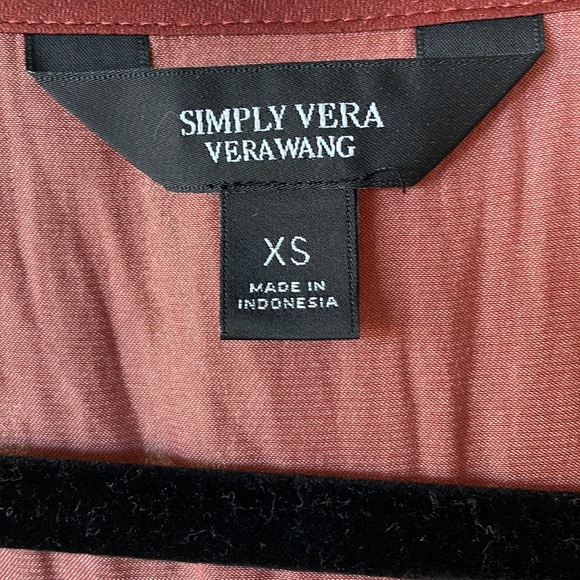 SIMPLY VERA
VERAWANG
XS
MADE IN
INDONESIA